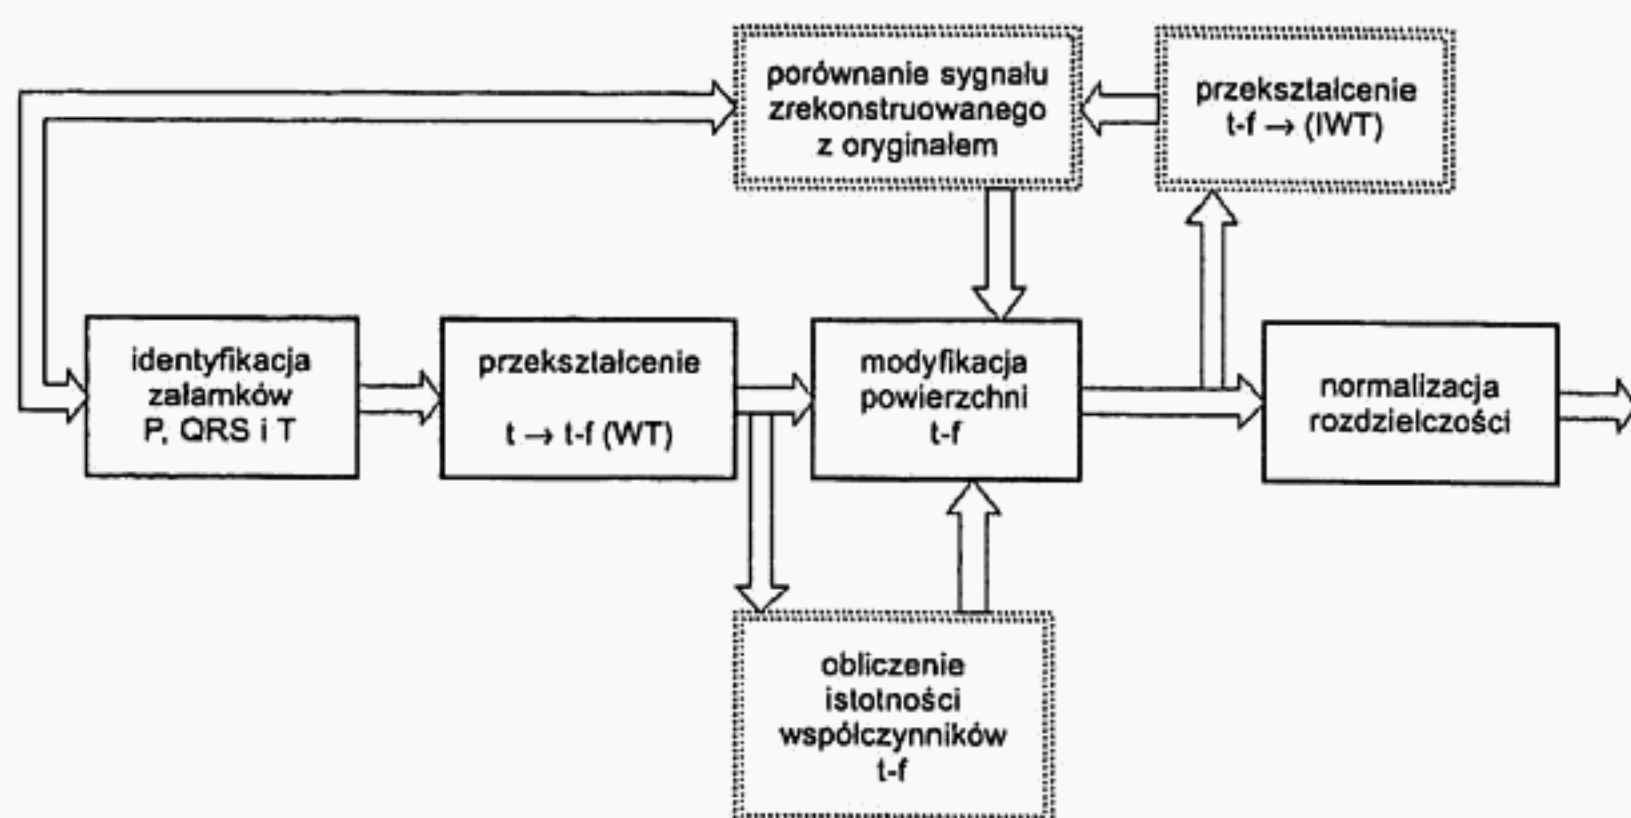 porównanie sygnału
zrekonstruowanego
z oryginałem
przekształcenie
t-f → (IWT)
identyfikacja
załamków
P, QRS i T
przekształcenie
t → t-f (WT)
modyfikacja
powierzchni
t-f
normalizacja
rozdzielczości
obliczenie
istotności
współczynników
t-f